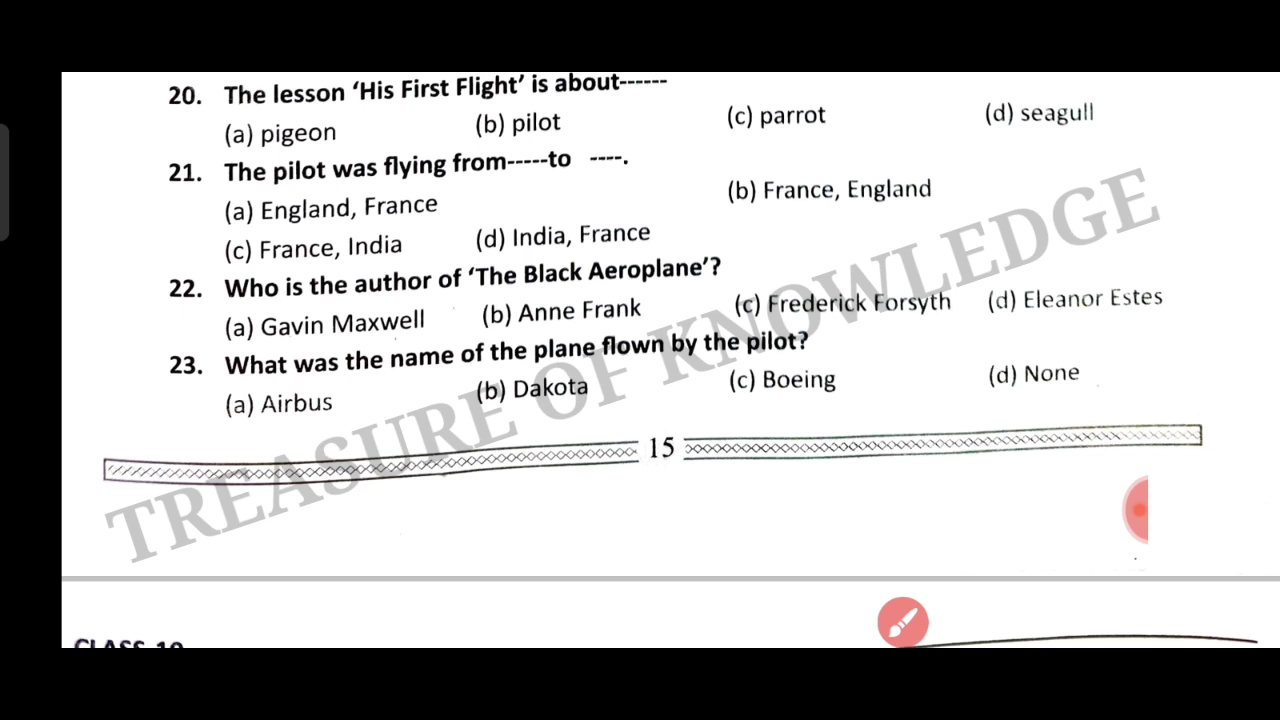 20. The lesson ‘His First Flight’ is about------
(a) pigeon (b) pilot (c) parrot (d) seagull
21. The pilot was flying from-----to ----.
(a) England, France (b) France, England
(c) France, India (d) India, France
22. Who is the author of ‘The Black Aeroplane’?
(a) Gavin Maxwell (b) Anne Frank (c) Frederick Forsyth (d) Eleanor Estes
23. What was the name of the plane flown by the pilot?
(a) Airbus (b) Dakota (c) Boeing (d) None
15
TREASURE OF KNOWLEDGE
CLASS-10